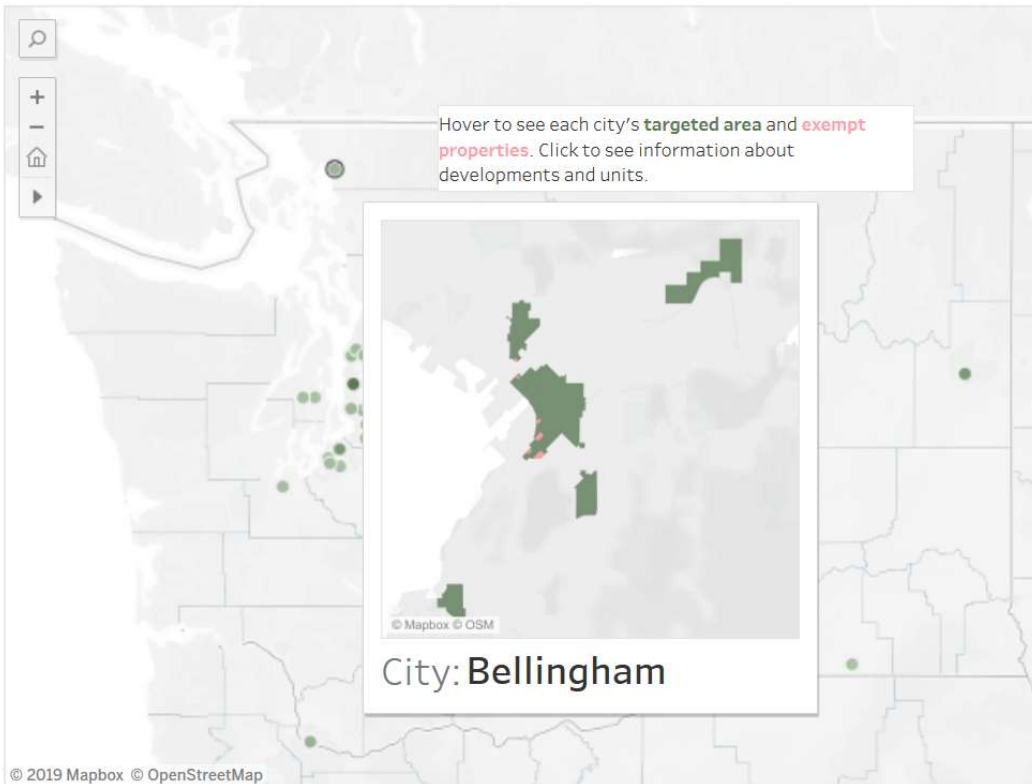 Hover to see each city's targeted area and exempt
properties. Click to see information about
developments and units.
© Mapbox © OSM
City: Bellingham
© 2019 Mapbox © OpenStreetMap